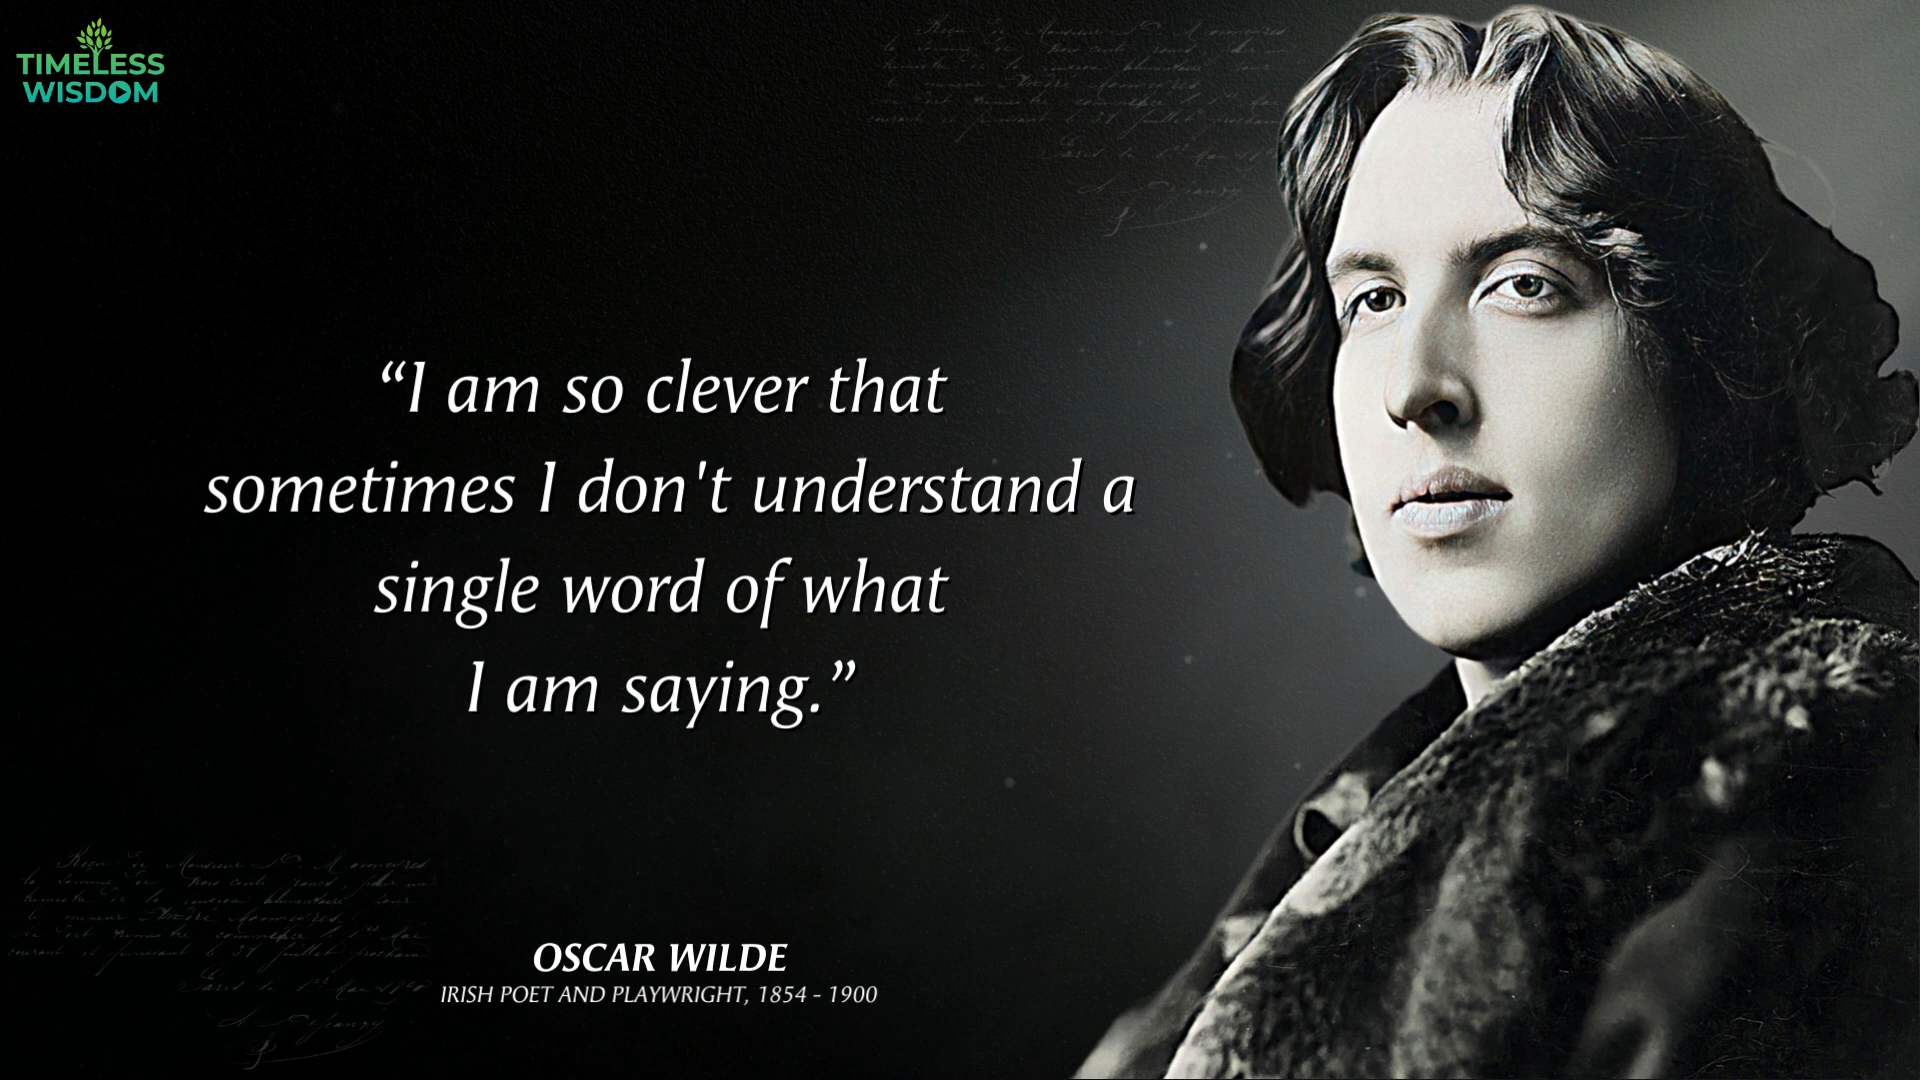 TIMELESS
WISDOM
“I am so clever that
sometimes I don't understand a
single word of what
I am saying.”
OSCAR WILDE
IRISH POET AND PLAYWRIGHT, 1854 - 1900